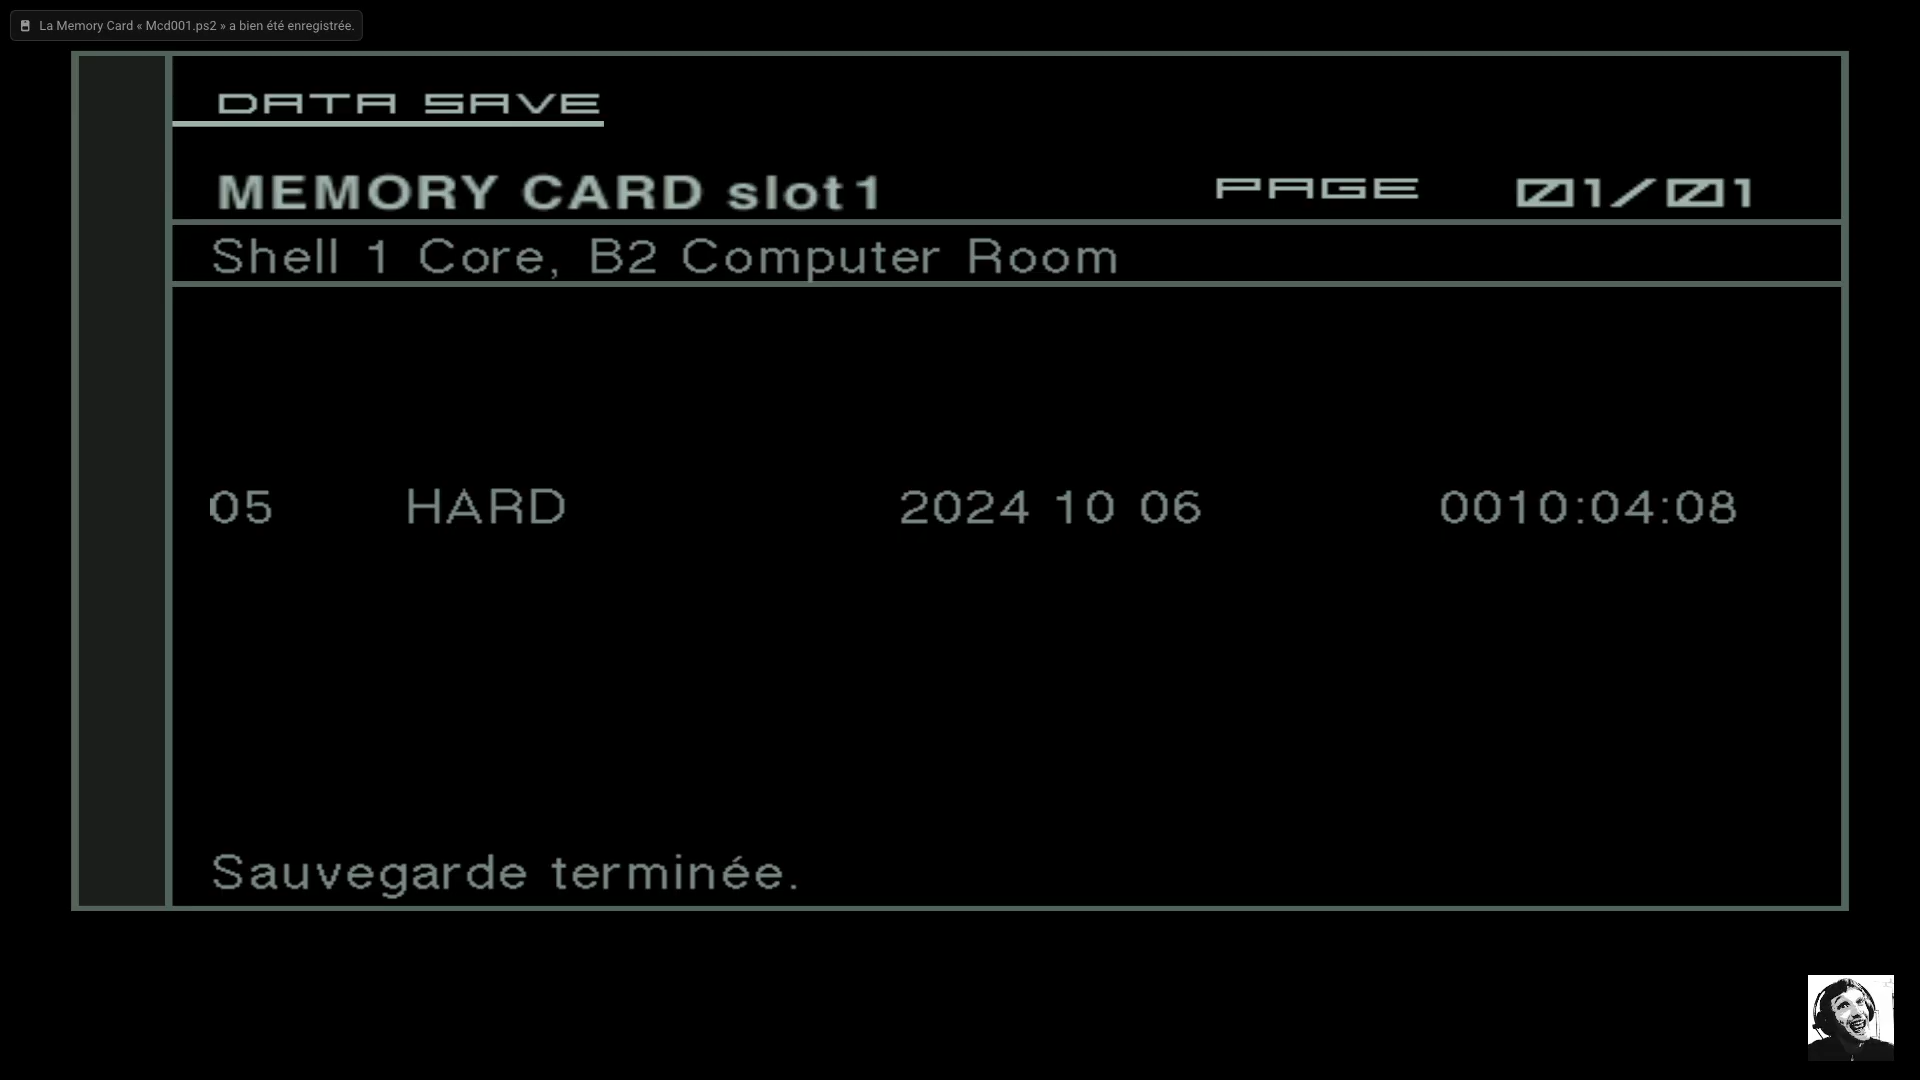 La Memory Card « Mcd001.ps2 » a bien été enregistrée.
DATA SAVE
MEMORY CARD slot1 PAGE 01/01
Shell 1 Core, B2 Computer Room
05 HARD 2024 10 06 0010:04:08
Sauvegarde terminée.